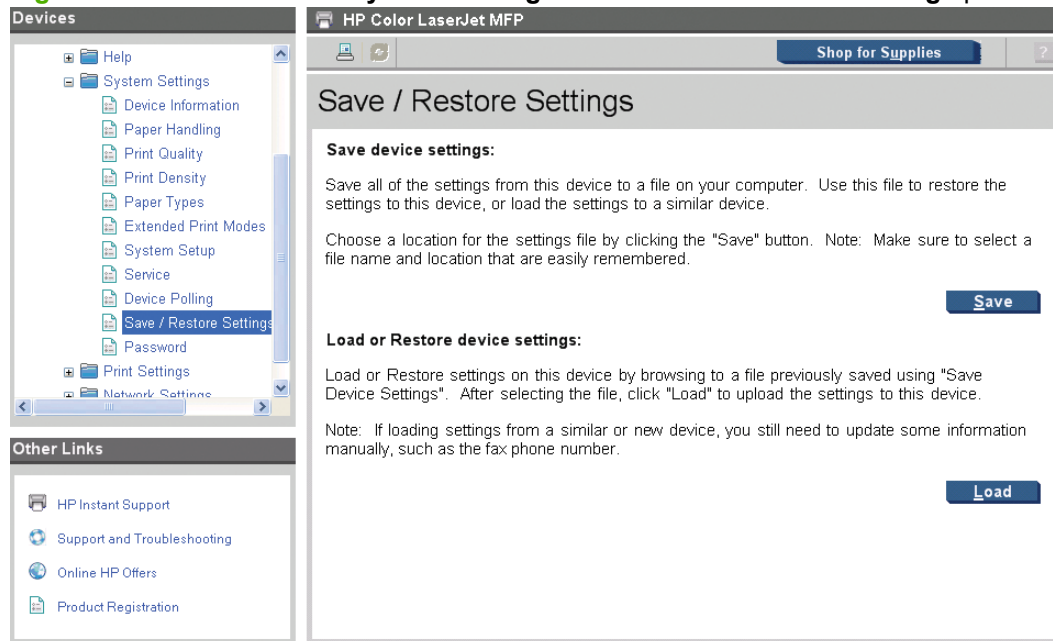 Devices
Help
System Settings
Device Information
Paper Handling
Print Quality
Print Density
Paper Types
Extended Print Modes
System Setup
Service
Device Polling
Save / Restore Settings
Password
Print Settings
Network Settings
Other Links
HP Instant Support
Support and Troubleshooting
Online HP Offers
Product Registration
HP Color LaserJet MFP
Shop for Supplies
?
Save / Restore Settings
Save device settings:
Save all of the settings from this device to a file on your computer. Use this file to restore the
settings to this device, or load the settings to a similar device.
Choose a location for the settings file by clicking the "Save" button. Note: Make sure to select a
file name and location that are easily remembered.
Save
Load or Restore device settings:
Load or Restore settings on this device by browsing to a file previously saved using "Save
Device Settings". After selecting the file, click "Load" to upload the settings to this device.
Note: If loading settings from a similar or new device, you still need to update some information
manually, such as the fax phone number.
Load